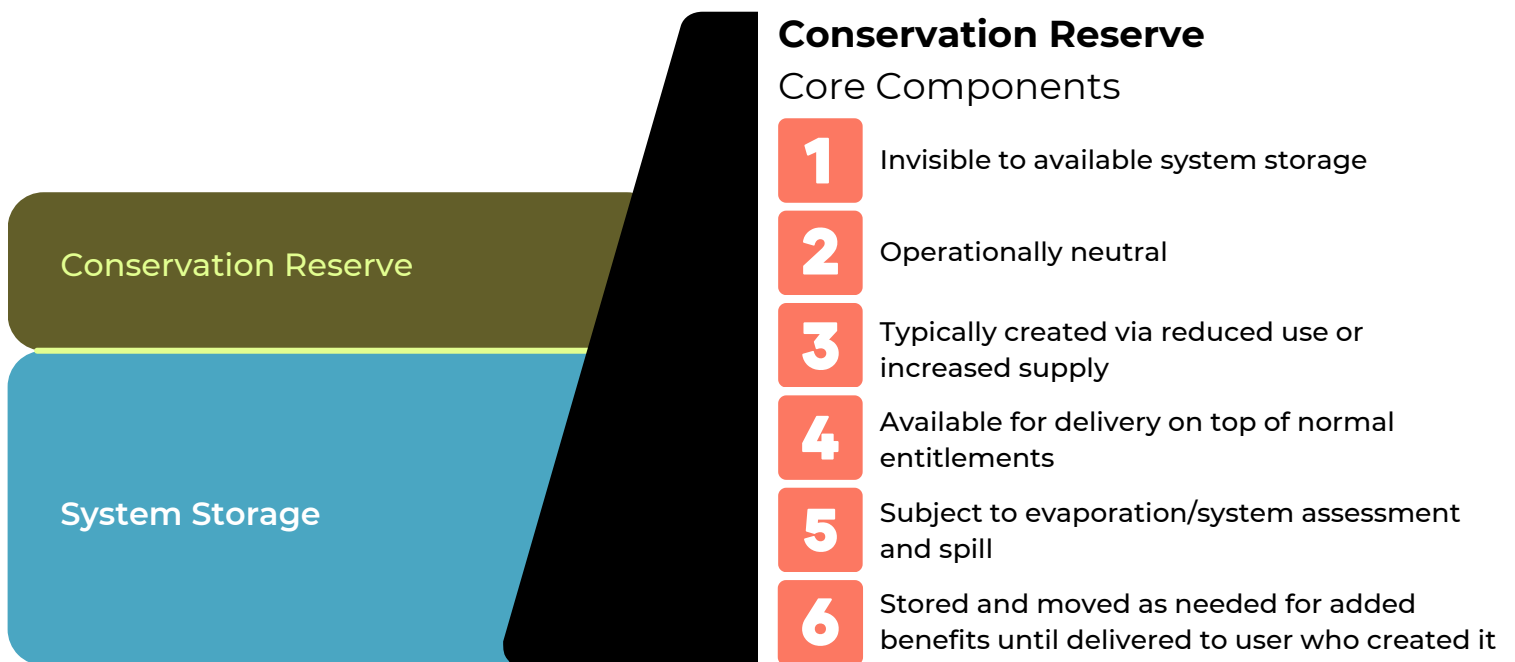 Conservation Reserve
System Storage
Conservation Reserve
Core Components
1
Invisible to available system storage
2
Operationally neutral
3
Typically created via reduced use or
increased supply
4
Available for delivery on top of normal
entitlements
5
Subject to evaporation/system assessment
and spill
6
Stored and moved as needed for added
benefits until delivered to user who created it